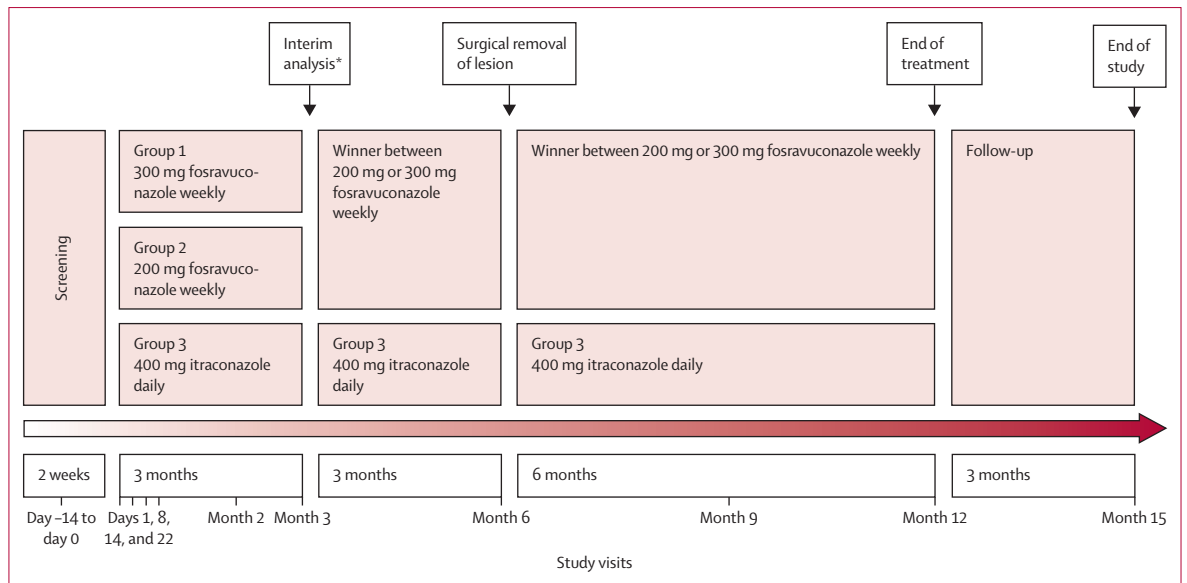 Interim
analysis*
Surgical removal
of lesion
End of
treatment
End of
study
Screening
Group 1
300 mg fosravuco-
nazole weekly
Group 2
200 mg fosravuco-
nazole weekly
Group 3
400 mg itraconazole
daily
Winner between
200 mg or 300 mg
fosravuconazole
weekly
Group 3
400 mg itraconazole
daily
Winner between 200 mg or 300 mg fosravuconazole weekly
Group 3
400 mg itraconazole daily
Follow-up
2 weeks
3 months
3 months
6 months
3 months
Day –14 to
day 0
Days 1, 8,
14, and 22
Month 2
Month 3
Month 6
Month 9
Month 12
Month 15
Study visits